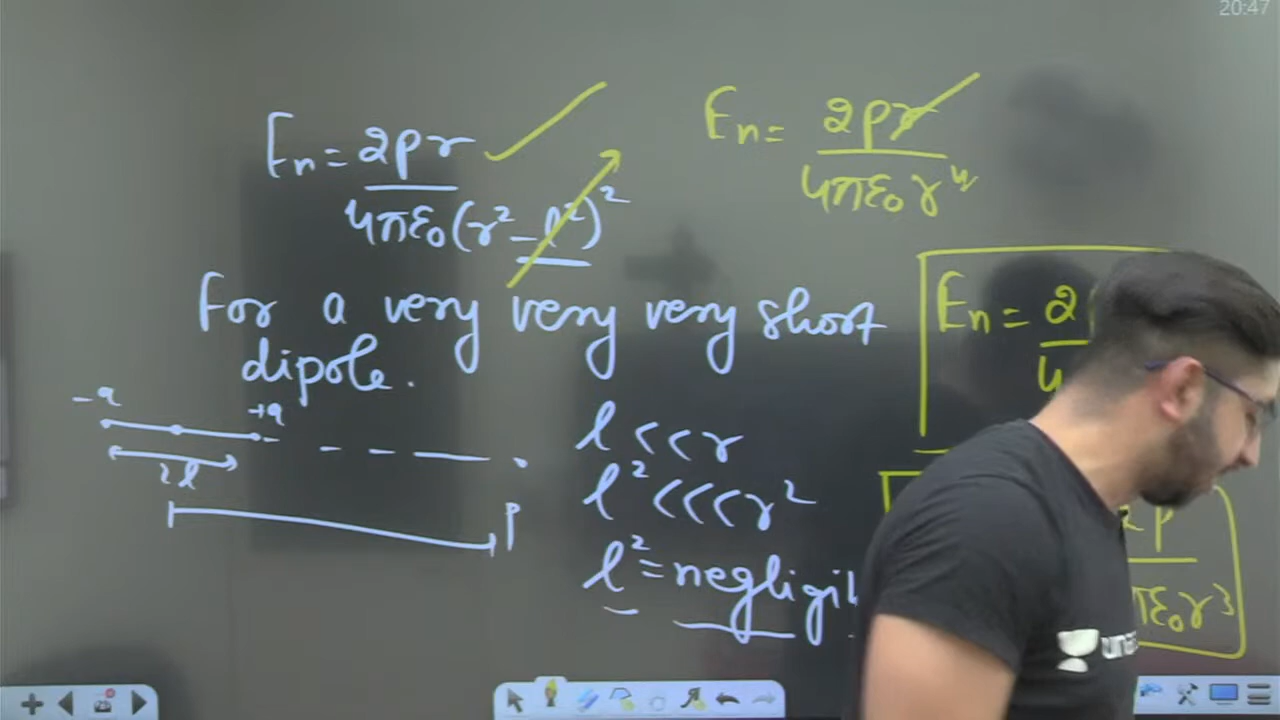 20:47
Eₙ = 2pr / 4πε₀(r² - l²)²
For a very very very short
dipole.
-q
+q
2l
P
l <<r
l² <<<r²
l² = negligi
Eₙ = 2pr / 4πε₀r⁴
Eₙ = 2
4
2p
πε₀r³